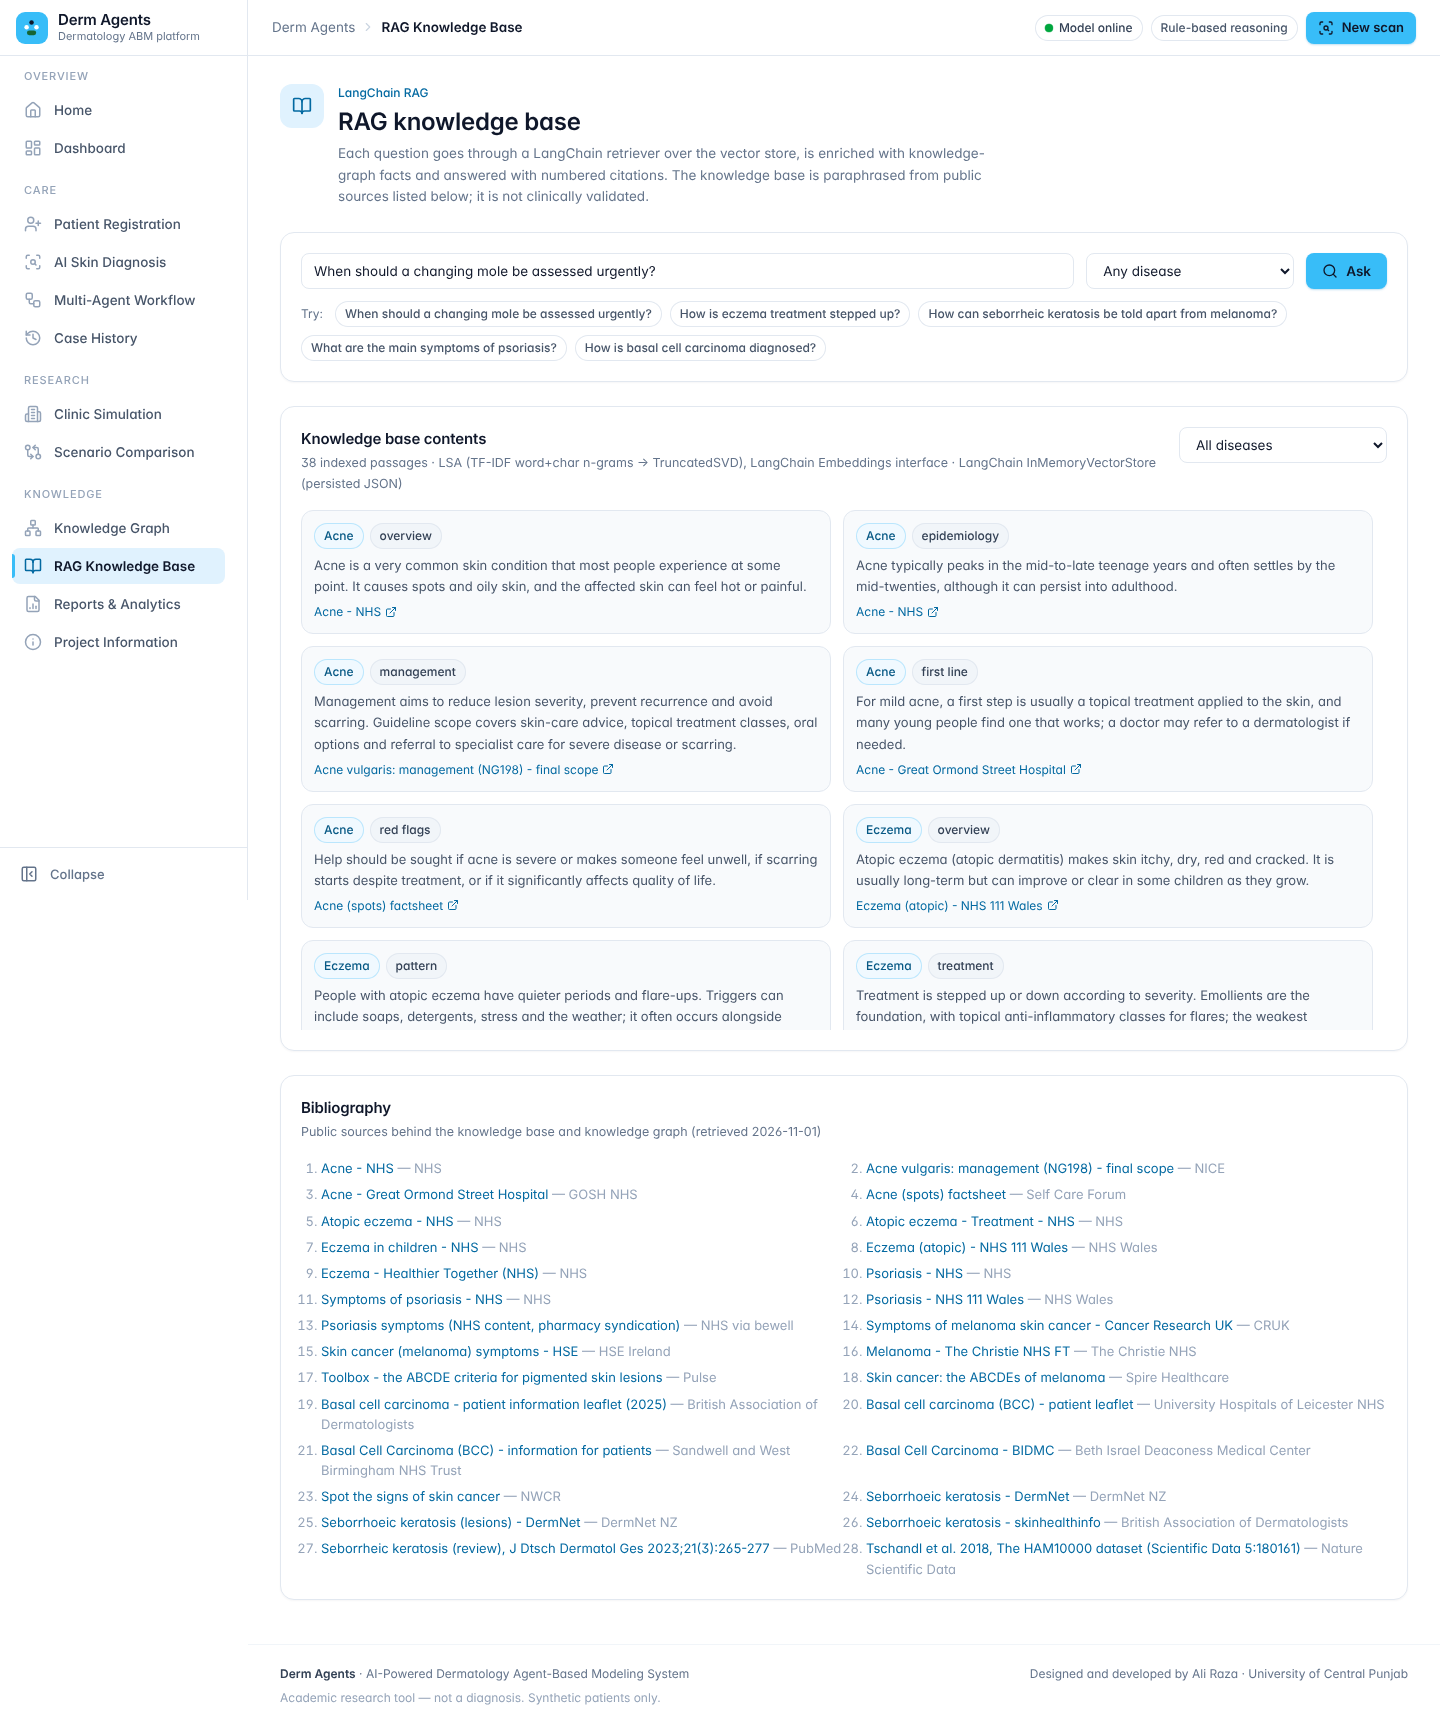 Derm Agents
Dermatology ABM platform
OVERVIEW
Home
Dashboard
CARE
Patient Registration
AI Skin Diagnosis
Multi-Agent Workflow
Case History
RESEARCH
Clinic Simulation
Scenario Comparison
KNOWLEDGE
Knowledge Graph
RAG Knowledge Base
Reports & Analytics
Project Information
Collapse
Derm Agents > RAG Knowledge Base
Model online
Rule-based reasoning
New scan
LangChain RAG
RAG knowledge base
Each question goes through a LangChain retriever over the vector store, is enriched with knowledge-
graph facts and answered with numbered citations. The knowledge base is paraphrased from public
sources listed below; it is not clinically validated.
When should a changing mole be assessed urgently?
Any disease
Ask
Try: When should a changing mole be assessed urgently? How is eczema treatment stepped up? How can seborrheic keratosis be told apart from melanoma?
What are the main symptoms of psoriasis? How is basal cell carcinoma diagnosed?
Knowledge base contents
38 indexed passages · LSA (TF-IDF word+char n-grams → TruncatedSVD), LangChain Embeddings interface · LangChain InMemoryVectorStore
(persisted JSON)
All diseases
Acne overview
Acne is a very common skin condition that most people experience at some
point. It causes spots and oily skin, and the affected skin can feel hot or painful.
Acne - NHS
Acne epidemiology
Acne typically peaks in the mid-to-late teenage years and often settles by the
mid-twenties, although it can persist into adulthood.
Acne - NHS
Acne management
Management aims to reduce lesion severity, prevent recurrence and avoid
scarring. Guideline scope covers skin-care advice, topical treatment classes, oral
options and referral to specialist care for severe disease or scarring.
Acne vulgaris: management (NG198) - final scope
Acne first line
For mild acne, a first step is usually a topical treatment applied to the skin, and
many young people find one that works; a doctor may refer to a dermatologist if
needed.
Acne - Great Ormond Street Hospital
Acne red flags
Help should be sought if acne is severe or makes someone feel unwell, if scarring
starts despite treatment, or if it significantly affects quality of life.
Acne (spots) factsheet
Eczema overview
Atopic eczema (atopic dermatitis) makes skin itchy, dry, red and cracked. It is
usually long-term but can improve or clear in some children as they grow.
Eczema (atopic) - NHS 111 Wales
Eczema pattern
People with atopic eczema have quieter periods and flare-ups. Triggers can
include soaps, detergents, stress and the weather; it often occurs alongside
Eczema treatment
Treatment is stepped up or down according to severity. Emollients are the
foundation, with topical anti-inflammatory classes for flares; the weakest
Bibliography
Public sources behind the knowledge base and knowledge graph (retrieved 2026-11-01)
1. Acne - NHS — NHS
2. Acne vulgaris: management (NG198) - final scope — NICE
3. Acne - Great Ormond Street Hospital — GOSH NHS
4. Acne (spots) factsheet — Self Care Forum
5. Atopic eczema - NHS — NHS
6. Atopic eczema - Treatment - NHS — NHS
7. Eczema in children - NHS — NHS
8. Eczema (atopic) - NHS 111 Wales — NHS Wales
9. Eczema - Healthier Together (NHS) — NHS
10. Psoriasis - NHS — NHS
11. Symptoms of psoriasis - NHS — NHS
12. Psoriasis - NHS 111 Wales — NHS Wales
13. Psoriasis symptoms (NHS content, pharmacy syndication) — NHS via bewell
14. Symptoms of melanoma skin cancer - Cancer Research UK — CRUK
15. Skin cancer (melanoma) symptoms - HSE — HSE Ireland
16. Melanoma - The Christie NHS FT — The Christie NHS
17. Toolbox - the ABCDE criteria for pigmented skin lesions — Pulse
18. Skin cancer: the ABCDEs of melanoma — Spire Healthcare
19. Basal cell carcinoma - patient information leaflet (2025) — British Association of
Dermatologists
20. Basal cell carcinoma (BCC) - patient leaflet — University Hospitals of Leicester NHS
21. Basal Cell Carcinoma (BCC) - information for patients — Sandwell and West
Birmingham NHS Trust
22. Basal Cell Carcinoma - BIDMC — Beth Israel Deaconess Medical Center
23. Spot the signs of skin cancer — NWCR
24. Seborrhoeic keratosis - DermNet — DermNet NZ
25. Seborrhoeic keratosis (lesions) - DermNet — DermNet NZ
26. Seborrhoeic keratosis - skinhealthinfo — British Association of Dermatologists
27. Seborrheic keratosis (review), J Dtsch Dermatol Ges 2023;21(3):265-277 — PubMed
28. Tschandl et al. 2018, The HAM10000 dataset (Scientific Data 5:180161) — Nature
Scientific Data
Derm Agents · AI-Powered Dermatology Agent-Based Modeling System
Academic research tool — not a diagnosis. Synthetic patients only.
Designed and developed by Ali Raza · University of Central Punjab